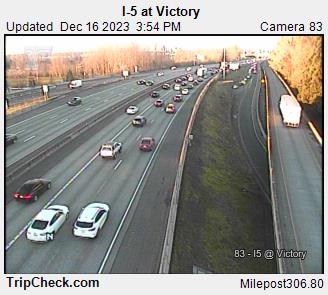 I-5 at Victory
Updated Dec 16 2023 3:54 PM Camera 83
83 - I5 @ Victory
TripCheck.com Milepost306.80